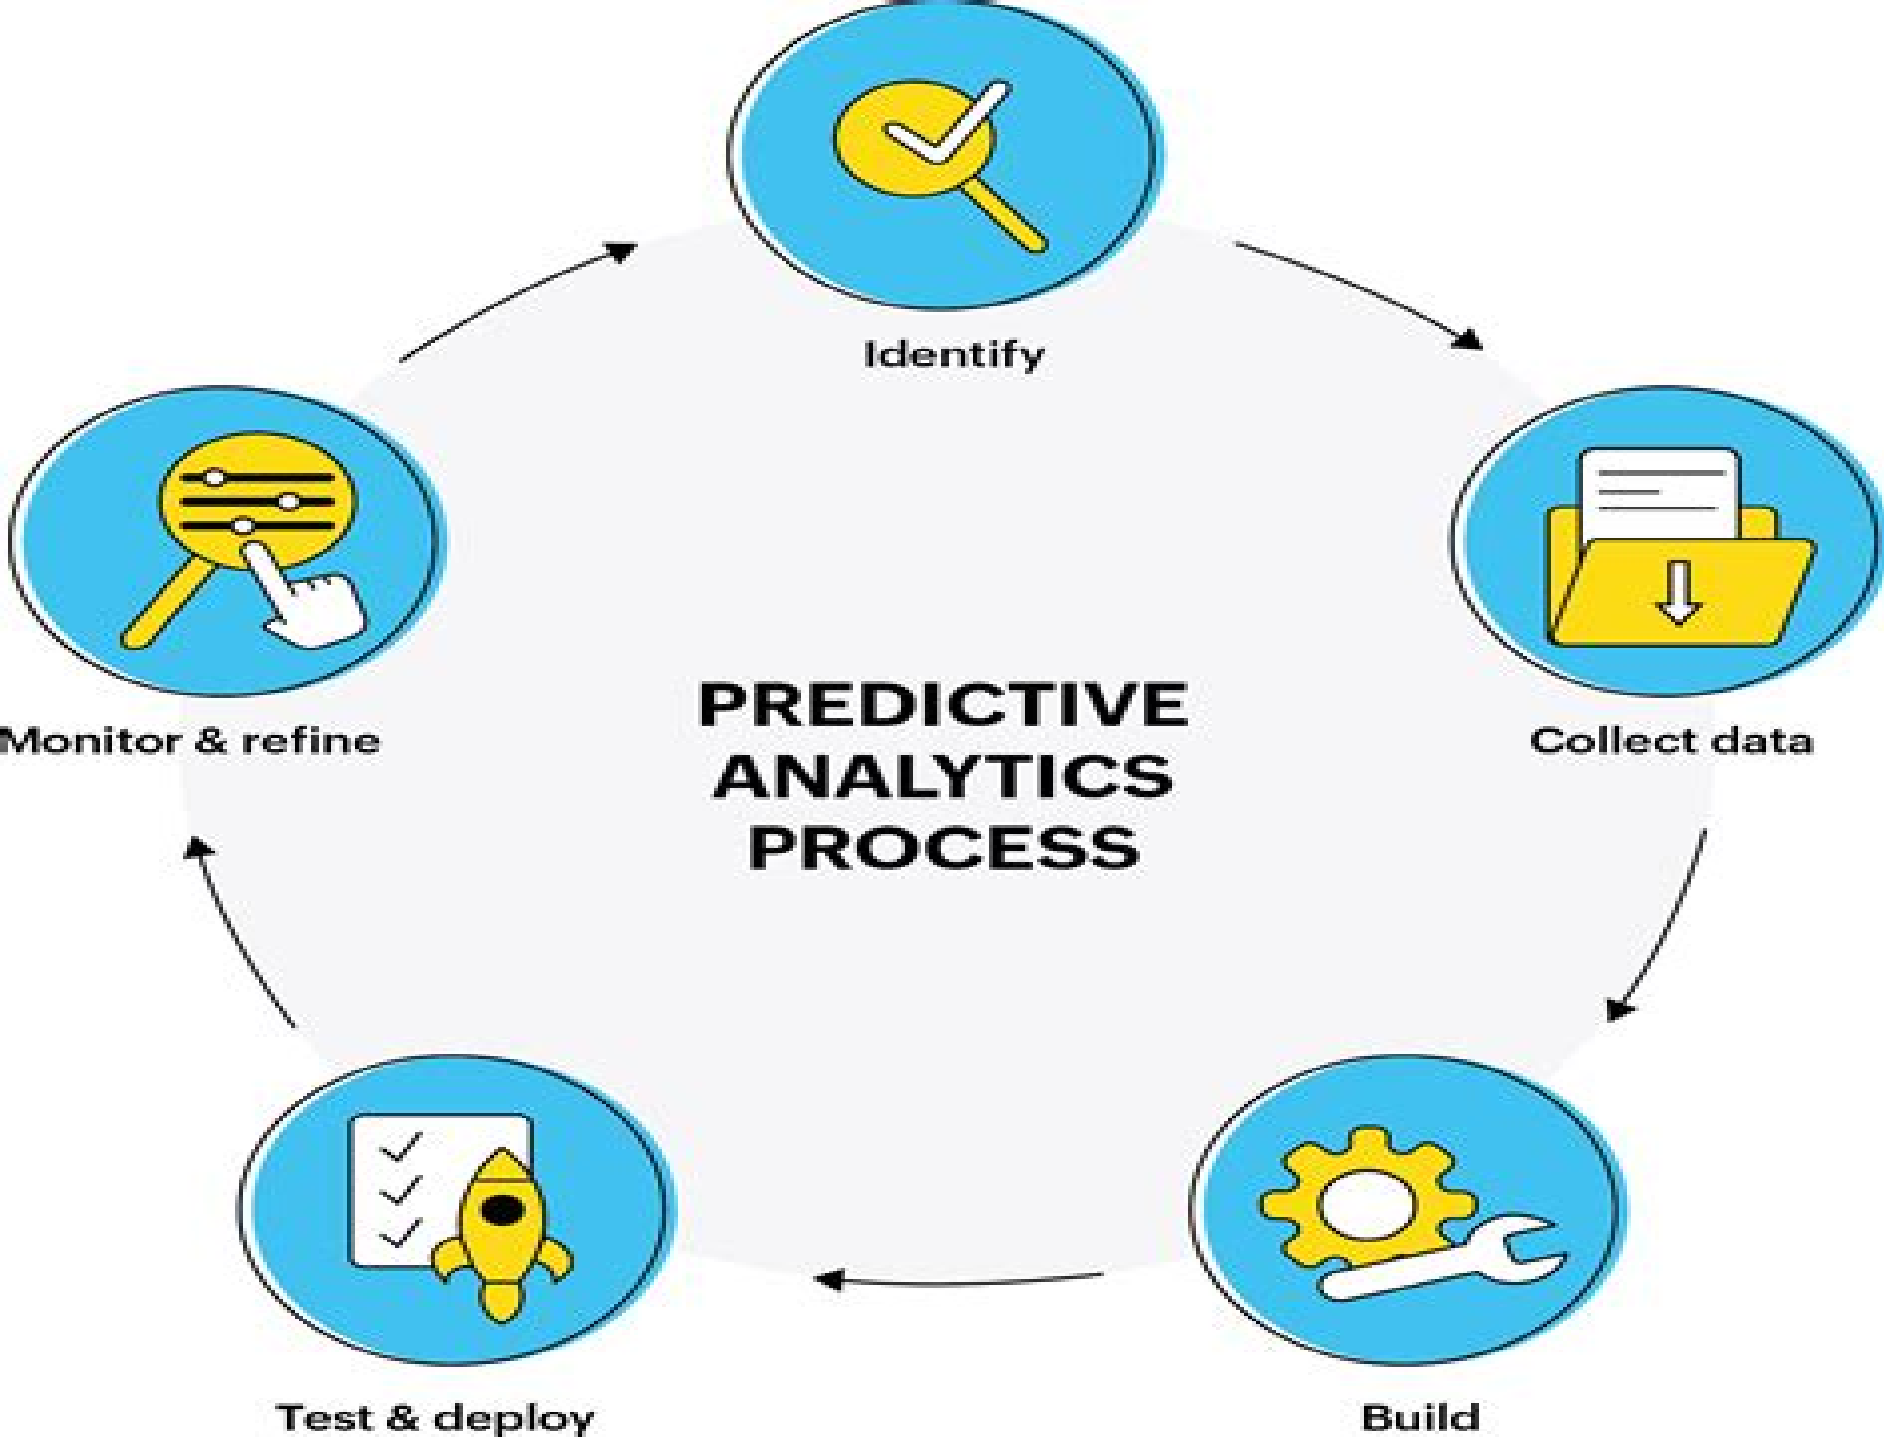 Identify
Collect data
Build
Test & deploy
Monitor & refine
PREDICTIVE
ANALYTICS
PROCESS